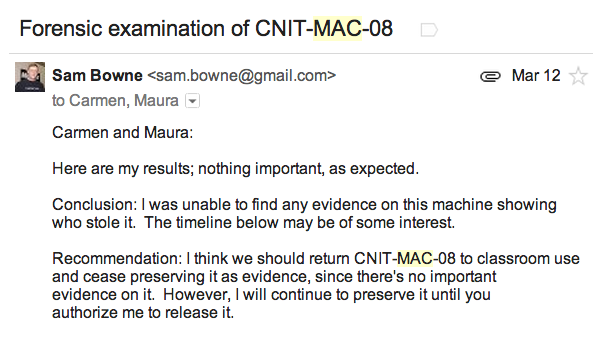 Forensic examination of CNIT-MAC-08
Sam Bowne <sam.bowne@gmail.com>
Mar 12
to Carmen, Maura
Carmen and Maura:
Here are my results; nothing important, as expected.
Conclusion: I was unable to find any evidence on this machine showing
who stole it.  The timeline below may be of some interest.
Recommendation: I think we should return CNIT-MAC-08 to classroom use
and cease preserving it as evidence, since there's no important
evidence on it.  However, I will continue to preserve it until you
authorize me to release it.